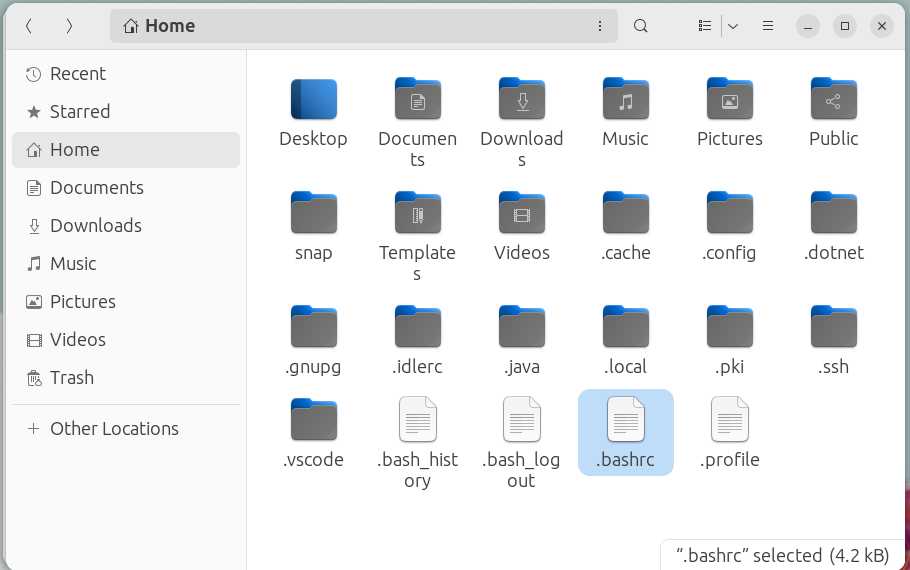 Home
Recent
Starred
Home
Documents
Downloads
Music
Pictures
Videos
Trash
Other Locations
Desktop
Documen
ts
Download
s
Music
Pictures
Public
snap
Template
s
Videos
.cache
.config
.dotnet
.gnupg
.idlerc
.java
.local
.pki
.ssh
.vscode
.bash_hist
ory
.bash_log
out
.bashrc
.profile
“.bashrc” selected (4.2 kB)